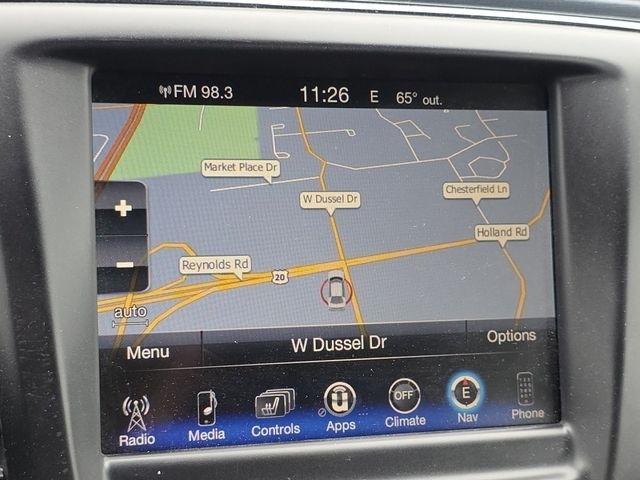 FM 98.3 11:26 E 65° out.
Market Place Dr
Chesterfield Ln
W Dussel Dr
Holland Rd
+
Reynolds Rd
20
−
auto
Menu W Dussel Dr Options
OFF E
Radio Media Controls Apps Climate Nav Phone